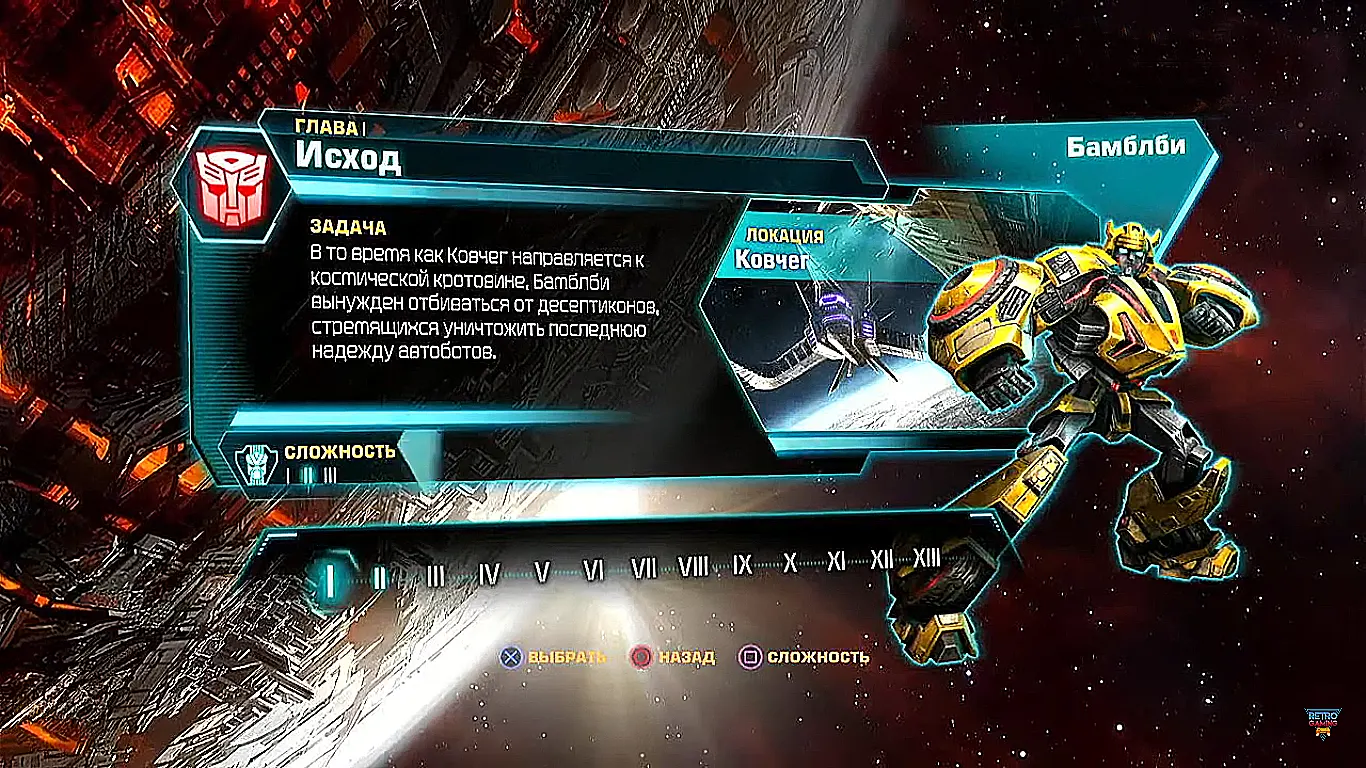 ГЛАВА I
Исход
Бамблби
ЗАДАЧА
В то время как Ковчег направляется к
космической кротовине, Бамблби
вынужден отбиваться от десептиконов,
стремящихся уничтожить последнюю
надежду автоботов.
ЛОКАЦИЯ
Ковчег
СЛОЖНОСТЬ
I II III
I II III IV V VI VII VIII IX X XI XII XIII
ВЫБРАТЬ НАЗАД СЛОЖНОСТЬ
RETRO
GAMING